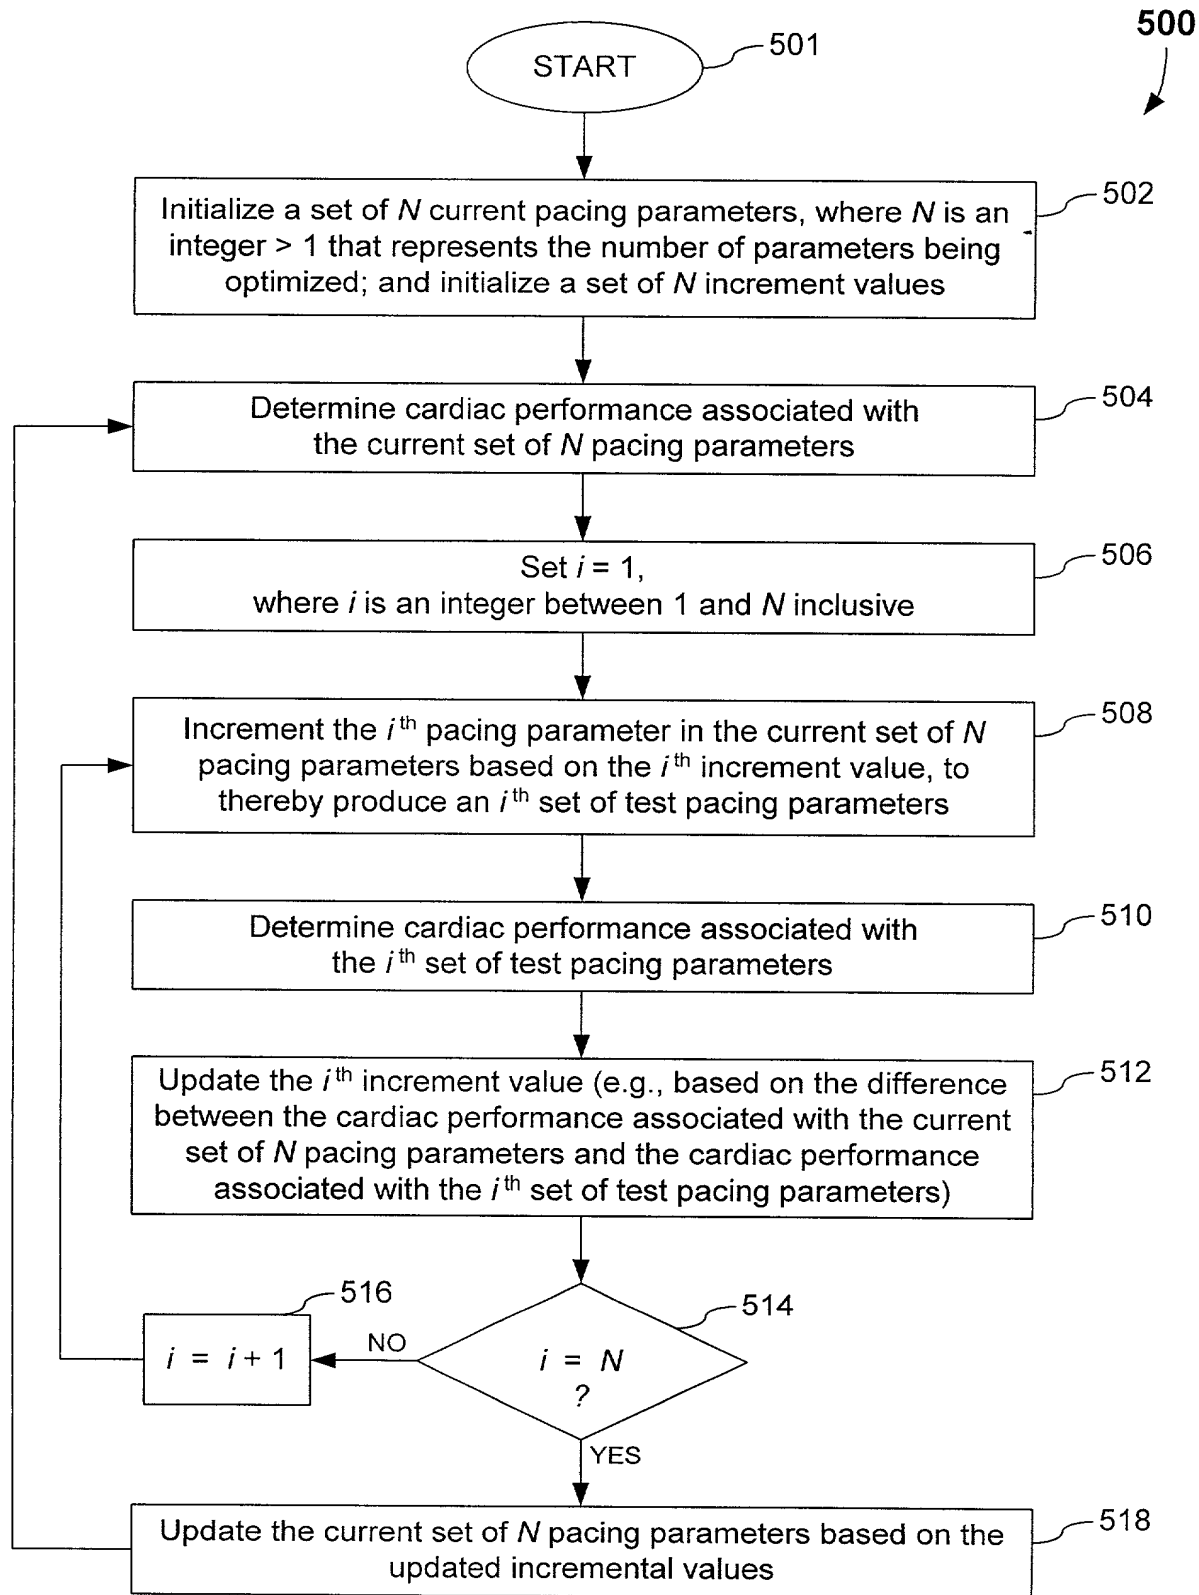 500
START
501
Initialize a set of N current pacing parameters, where N is an
integer > 1 that represents the number of parameters being
optimized; and initialize a set of N increment values
502
Determine cardiac performance associated with
the current set of N pacing parameters
504
Set i = 1,
where i is an integer between 1 and N inclusive
506
Increment the i th pacing parameter in the current set of N
pacing parameters based on the i th increment value, to
thereby produce an i th set of test pacing parameters
508
Determine cardiac performance associated with
the i th set of test pacing parameters
510
Update the i th increment value (e.g., based on the difference
between the cardiac performance associated with the current
set of N pacing parameters and the cardiac performance
associated with the i th set of test pacing parameters)
512
516
i = i + 1
NO
514
i = N
?
YES
Update the current set of N pacing parameters based on the
updated incremental values
518